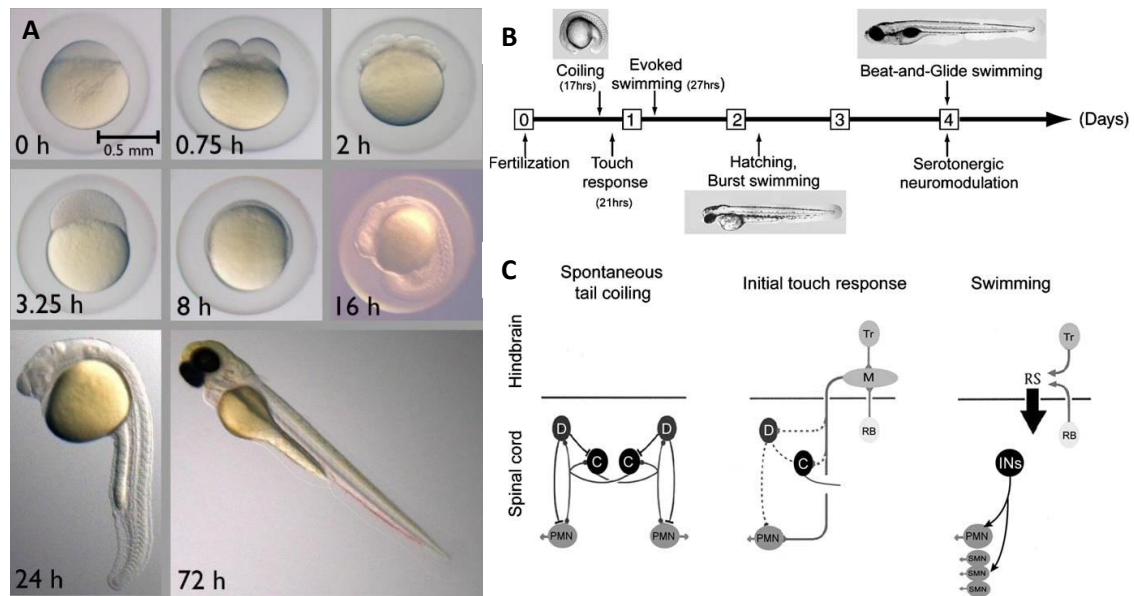 A
0 h
0.5 mm
0.75 h
2 h
3.25 h
8 h
16 h
24 h
72 h
B
Coiling
(17hrs)
Evoked
swimming (27hrs)
Beat-and-Glide swimming
0
1
2
3
4
(Days)
Fertilization
Touch
response
(21hrs)
Hatching,
Burst swimming
Serotonergic
neuromodulation
C
Spontaneous
tail coiling
Initial touch response
Swimming
Hindbrain
Spinal cord
D
D
C
C
PMN
PMN
Tr
M
RB
D
C
PMN
Tr
RS
RB
INs
PMN
SMN
SMN
SMN